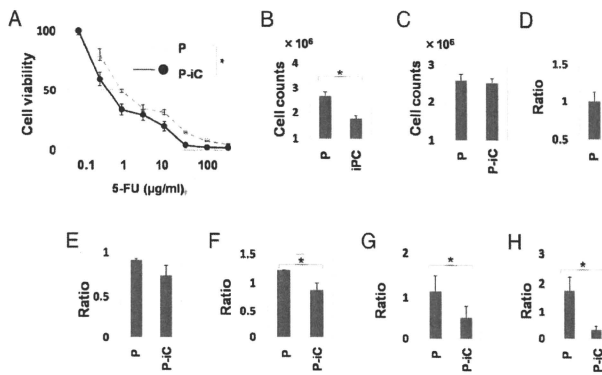 A
Cell viability
100
50
0
0.1
1
10
100
5-FU (μg/ml)
P
P-iC
*
B
× 10⁶
Cell counts
4
3
2
1
*
P
iPC
C
× 10⁶
Cell counts
3
2
1
P
P-iC
D
Ratio
1.5
1
0.5
P
E
Ratio
1
0.5
0
P
P-iC
F
Ratio
1.5
1
0.5
0
*
P
P-iC
G
Ratio
2
1
0
*
P
P-iC
H
Ratio
3
2
1
0
*
P
P-iC